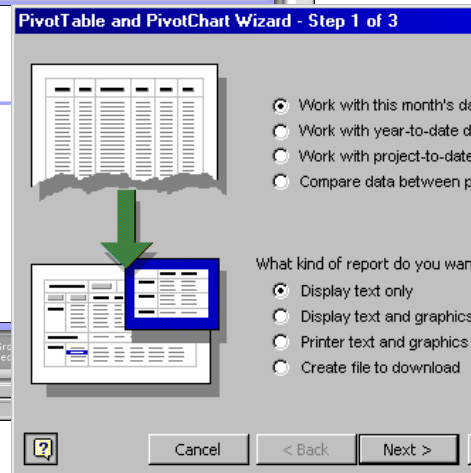 PivotTable and PivotChart Wizard - Step 1 of 3
Work with this month's da
Work with year-to-date d
Work with project-to-date
Compare data between p
What kind of report do you wan
Display text only
Display text and graphics
Printer text and graphics
Create file to download
Cancel
< Back
Next >